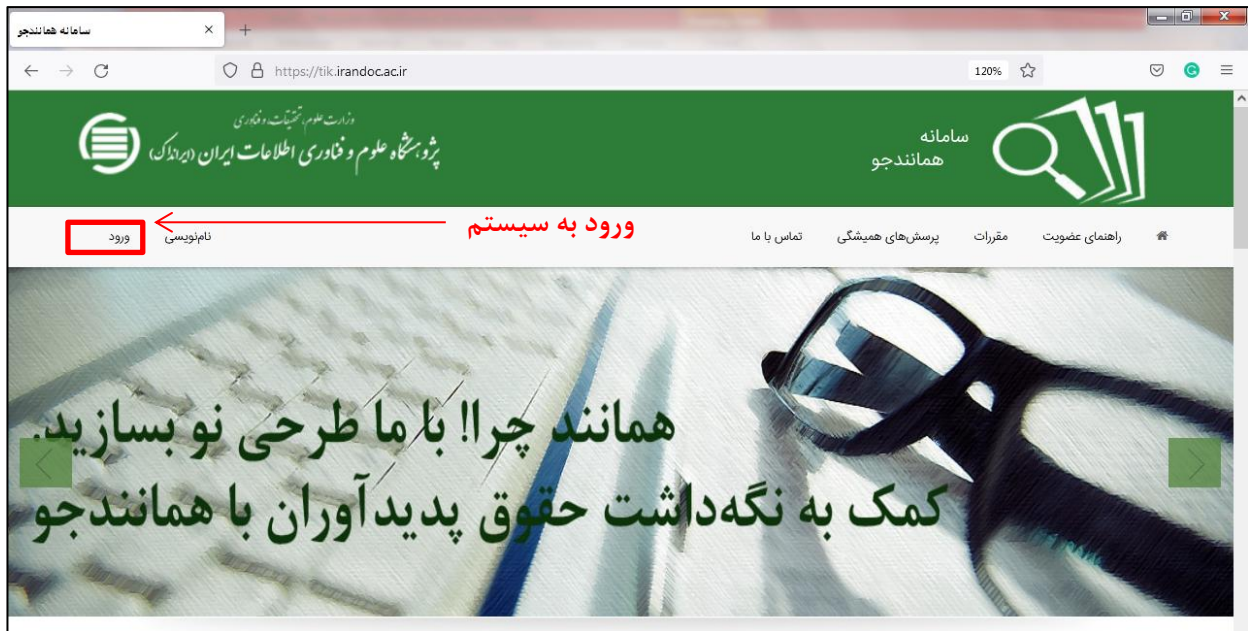 سامانه همانندجو
https://tik.irandoc.ac.ir
120%
وزارت علوم، تحقیقات و فناوری
پژوهشگاه علوم و فناوری اطلاعات ایران (ایرانداک)
سامانه
همانندجو
راهنمای عضویت
مقررات
پرسش‌های همیشگی
تماس با ما
ورود به سیستم
نام‌نویسی
ورود
همانند چرا! با ما طرحی نو بسازید.
کمک به نگه‌داشت حقوق پدیدآوران با همانندجو